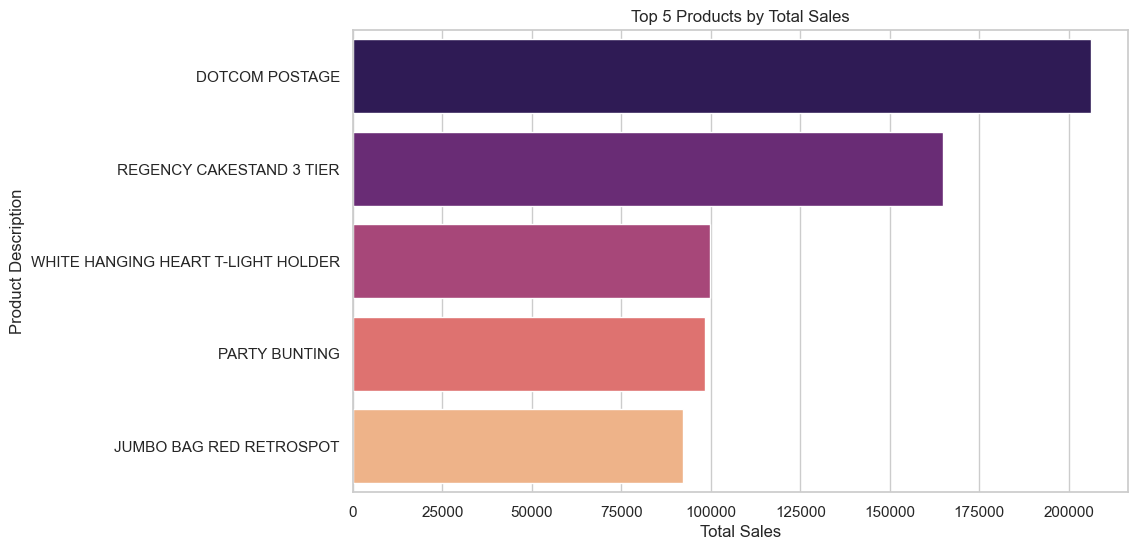 Top 5 Products by Total Sales
Product Description
DOTCOM POSTAGE
REGENCY CAKESTAND 3 TIER
WHITE HANGING HEART T-LIGHT HOLDER
PARTY BUNTING
JUMBO BAG RED RETROSPOT
0 25000 50000 75000 100000 125000 150000 175000 200000
Total Sales